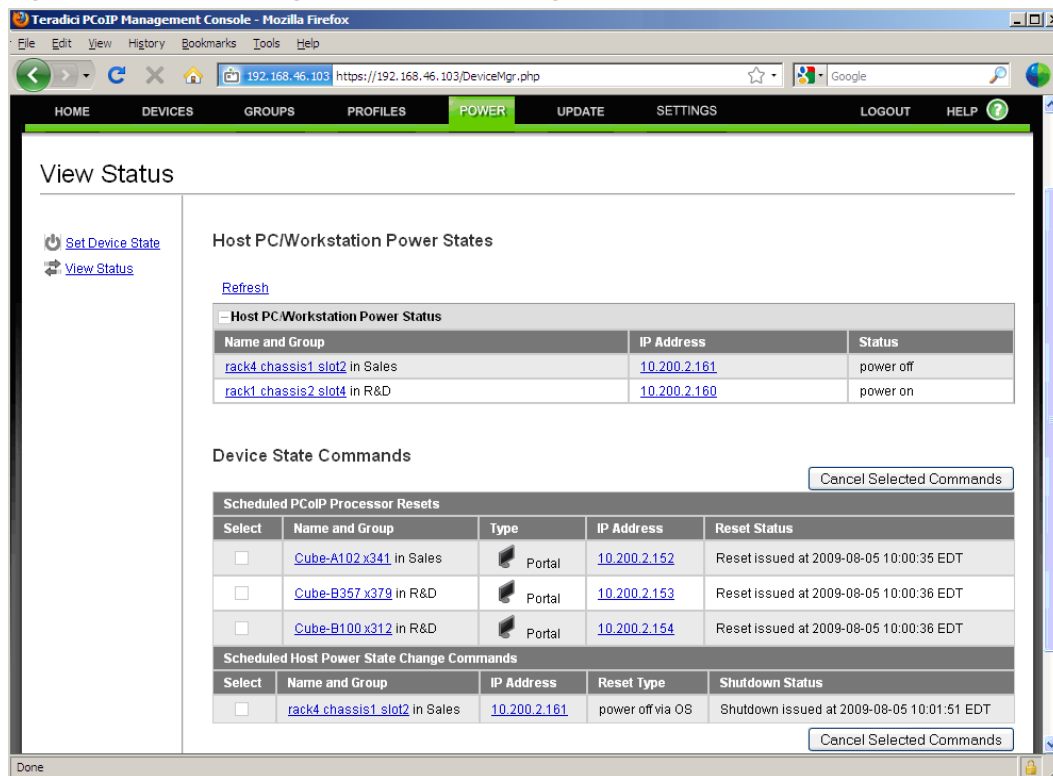 Teradici PCoIP Management Console - Mozilla Firefox
File Edit View History Bookmarks Tools Help
192.168.46.103 https://192.168.46.103/DeviceMgr.php Google
HOME DEVICES GROUPS PROFILES POWER UPDATE SETTINGS LOGOUT HELP ?
View Status
Set Device State
View Status
Host PC/Workstation Power States
Refresh
Host PC/Workstation Power Status
Name and Group IP Address Status
rack4 chassis1 slot2 in Sales 10.200.2.161 power off
rack1 chassis2 slot4 in R&D 10.200.2.160 power on
Device State Commands
Cancel Selected Commands
Scheduled PCoIP Processor Resets
Select Name and Group Type IP Address Reset Status
Cube-A102 x341 in Sales Portal 10.200.2.152 Reset issued at 2009-08-05 10:00:35 EDT
Cube-B357 x379 in R&D Portal 10.200.2.153 Reset issued at 2009-08-05 10:00:36 EDT
Cube-B100 x312 in R&D Portal 10.200.2.154 Reset issued at 2009-08-05 10:00:36 EDT
Scheduled Host Power State Change Commands
Select Name and Group IP Address Reset Type Shutdown Status
rack4 chassis1 slot2 in Sales 10.200.2.161 power off via OS Shutdown issued at 2009-08-05 10:01:51 EDT
Cancel Selected Commands
Done